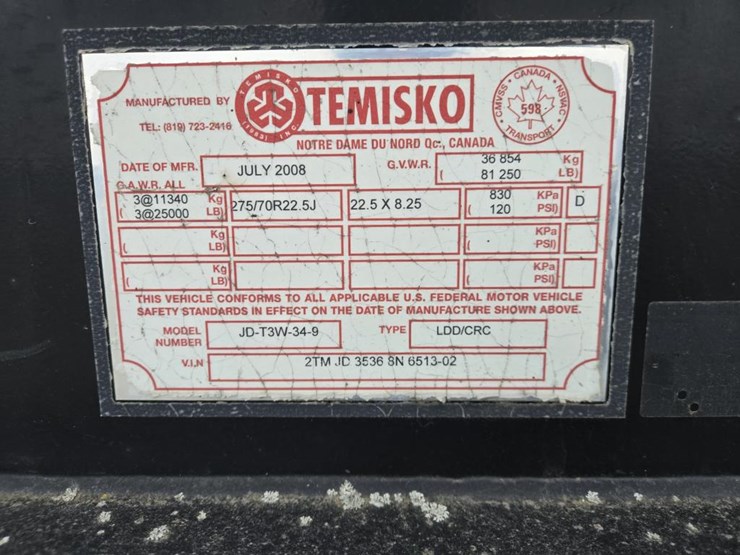 MANUFACTURED BY TEMISKO TEMISKO INC. CMVSS · CANADA · NSVAC 598 TRANSPORT
TEL: (819) 723-2416
NOTRE DAME DU NORD Qc., CANADA
DATE OF MFR. JULY 2008 G.V.W.R. 36 854 Kg
( 81 250 LB)
G.A.W.R. ALL
3@11340 Kg 275/70R22.5J 22.5 X 8.25 830 KPa D
( 3@25000 LB) ( 120 PSI)
Kg KPa
( LB) ( PSI)
Kg KPa
( LB) ( PSI)
THIS VEHICLE CONFORMS TO ALL APPLICABLE U.S. FEDERAL MOTOR VEHICLE
SAFETY STANDARDS IN EFFECT ON THE DATE OF MANUFACTURE SHOWN ABOVE.
MODEL NUMBER JD-T3W-34-9 TYPE LDD/CRC
V.I.N 2TM JD 3536 8N 6513-02